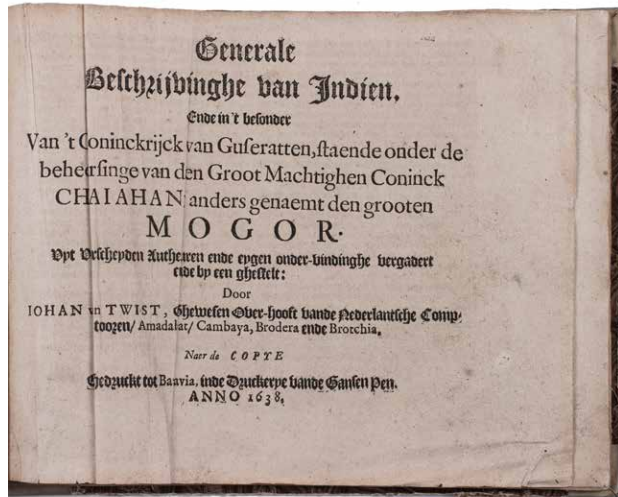 Generale
Beschrijvinghe van Indien.
Ende in 't besonder
Van 't Coninckrijck van Guseratten, staende onder de
beheersinge van den Groot Machtighen Coninck
CHAIAHAN: anders genaemt den grooten
MOGOR.
Uyt Verscheyden Autheuren ende eygen onder-vindinghe vergadert
ende by een ghestelt:
Door
IOHAN van TWIST, Ghewesen Over-hooft vande Nederlantsche Comp-
tooren/ Amadabat/ Cambaya, Brodera ende Brotchia.
Naer de COPYE
Gedruckt tot Batavia, inde Druckerye vande Gansen Pen.
ANNO 1638.